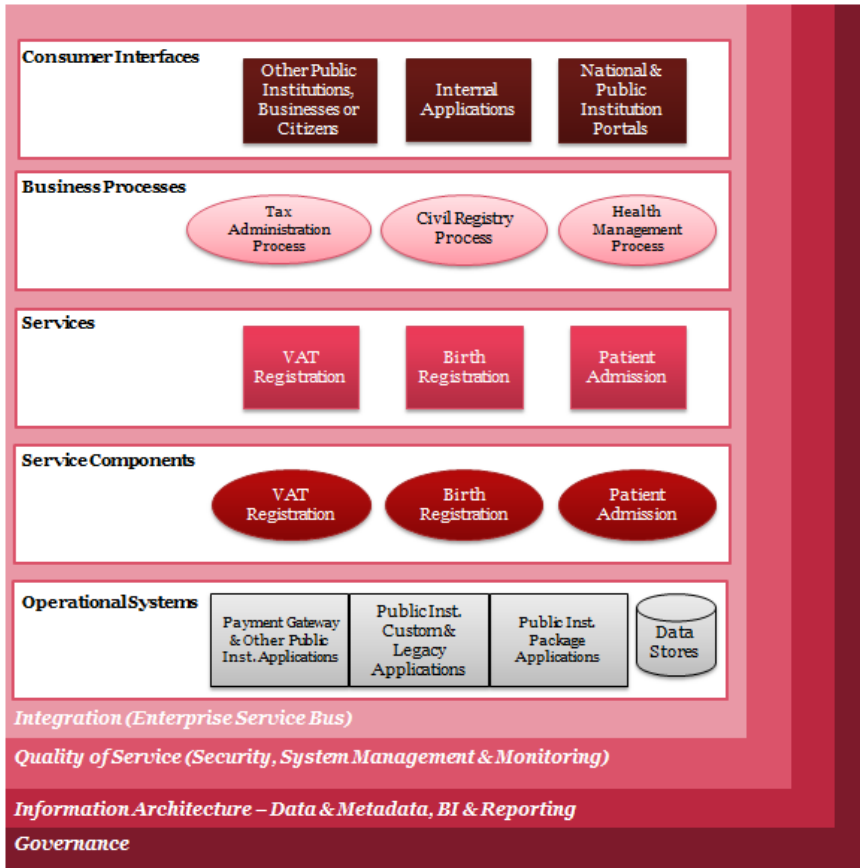 Consumer Interfaces
Other Public
Institutions,
Businesses or
Citizens
Internal
Applications
National &
Public
Institution
Portals
Business Processes
Tax
Administration
Process
Civil Registry
Process
Health
Management
Process
Services
VAT
Registration
Birth
Registration
Patient
Admission
Service Components
VAT
Registration
Birth
Registration
Patient
Admission
Operational Systems
Payment Gateway
& Other Public
Inst. Applications
Public Inst.
Custom &
Legacy
Applications
Public Inst.
Package
Applications
Data
Stores
Integration (Enterprise Service Bus)
Quality of Service (Security, System Management & Monitoring)
Information Architecture – Data & Metadata, BI & Reporting
Governance